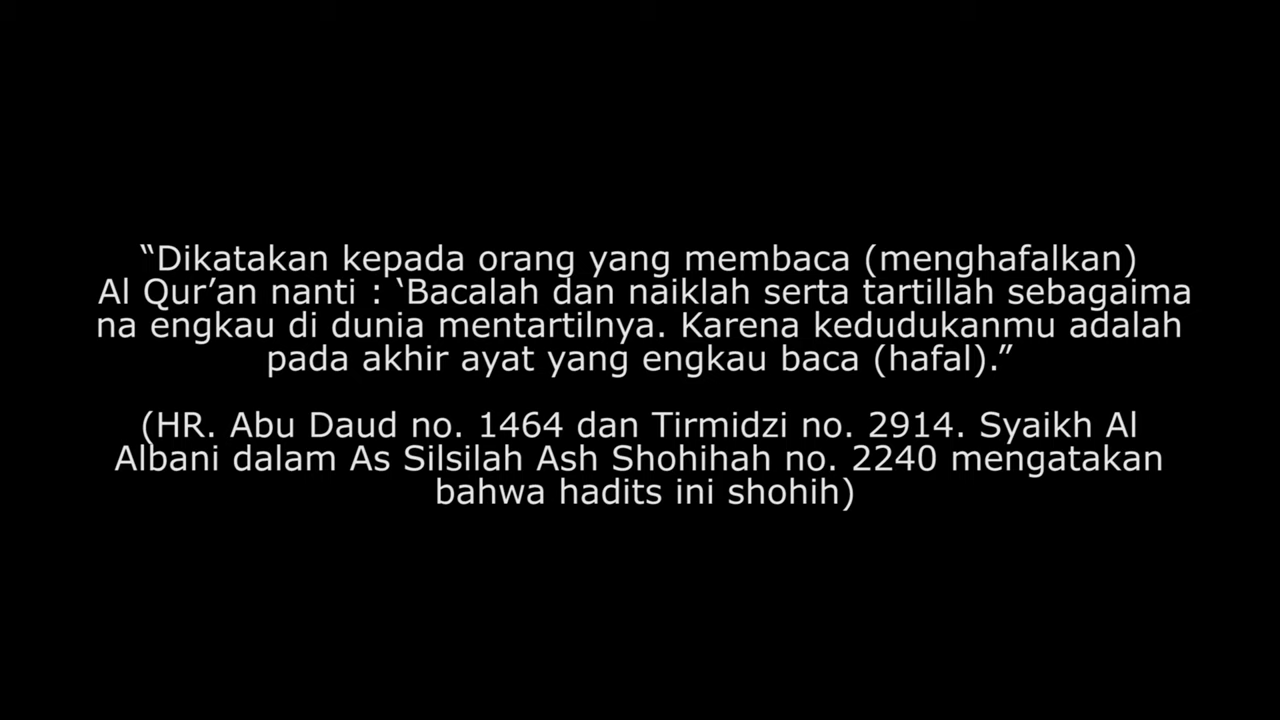 “Dikatakan kepada orang yang membaca (menghafalkan)
Al Qur’an nanti : ‘Bacalah dan naiklah serta tartillah sebagaima
na engkau di dunia mentartilnya. Karena kedudukanmu adalah
pada akhir ayat yang engkau baca (hafal).”
(HR. Abu Daud no. 1464 dan Tirmidzi no. 2914. Syaikh Al
Albani dalam As Silsilah Ash Shohihah no. 2240 mengatakan
bahwa hadits ini shohih)